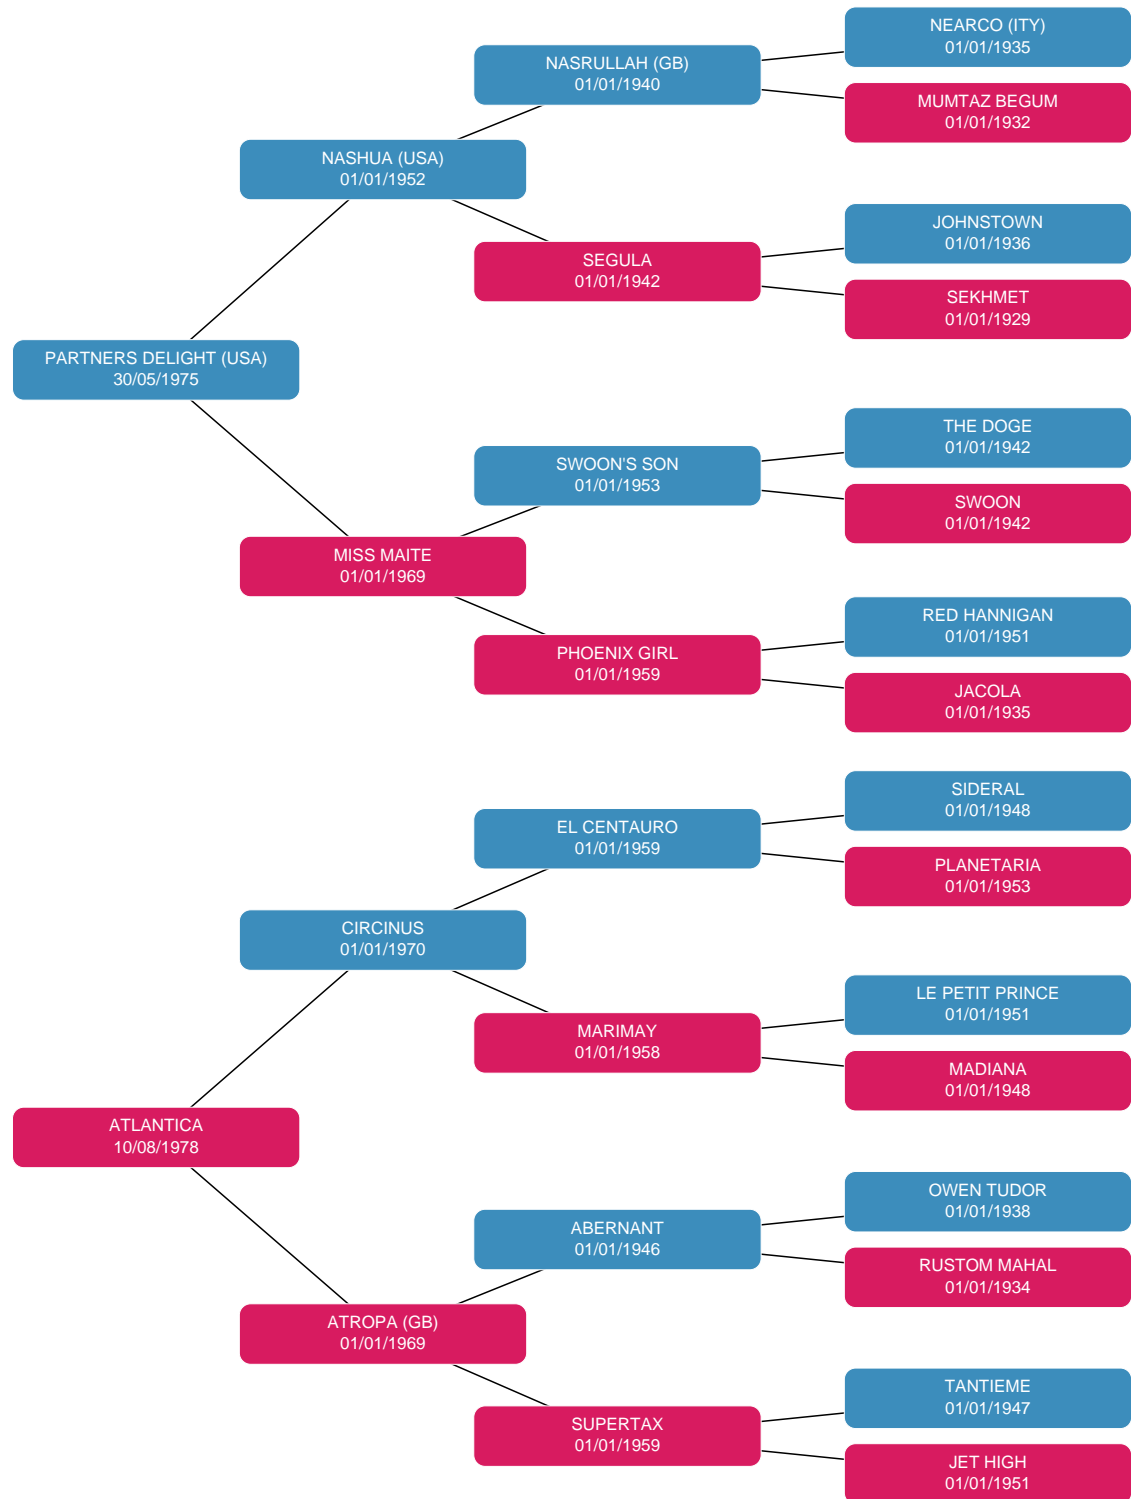 NEARCO (ITY)
01/01/1935
NASRULLAH (GB)
01/01/1940
MUMTAZ BEGUM
01/01/1932
NASHUA (USA)
01/01/1952
JOHNSTOWN
01/01/1936
SEGULA
01/01/1942
SEKHMET
01/01/1929
PARTNERS DELIGHT (USA)
30/05/1975
THE DOGE
01/01/1942
SWOON'S SON
01/01/1953
SWOON
01/01/1942
MISS MAITE
01/01/1969
RED HANNIGAN
01/01/1951
PHOENIX GIRL
01/01/1959
JACOLA
01/01/1935
SIDERAL
01/01/1948
EL CENTAURO
01/01/1959
PLANETARIA
01/01/1953
CIRCINUS
01/01/1970
LE PETIT PRINCE
01/01/1951
MARIMAY
01/01/1958
MADIANA
01/01/1948
ATLANTICA
10/08/1978
OWEN TUDOR
01/01/1938
ABERNANT
01/01/1946
RUSTOM MAHAL
01/01/1934
ATROPA (GB)
01/01/1969
TANTIEME
01/01/1947
SUPERTAX
01/01/1959
JET HIGH
01/01/1951